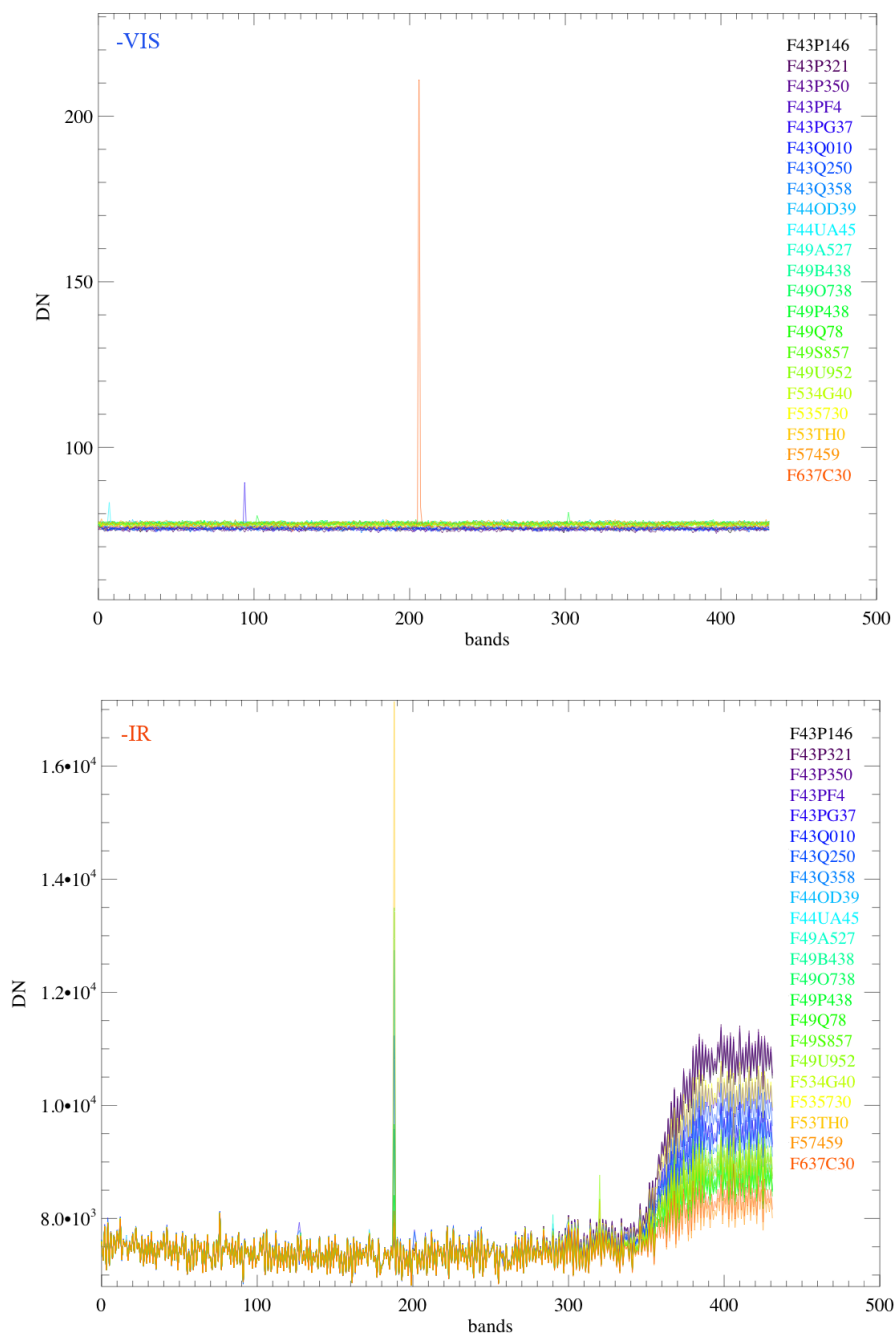 -VIS
F43P146
F43P321
F43P350
F43PF4
F43PG37
F43Q010
F43Q250
F43Q358
F44OD39
F44UA45
F49A527
F49B438
F49O738
F49P438
F49Q78
F49S857
F49U952
F534G40
F535730
F53TH0
F57459
F637C30
200
150
100
DN
0 100 200 300 400 500
bands
-IR
F43P146
F43P321
F43P350
F43PF4
F43PG37
F43Q010
F43Q250
F43Q358
F44OD39
F44UA45
F49A527
F49B438
F49O738
F49P438
F49Q78
F49S857
F49U952
F534G40
F535730
F53TH0
F57459
F637C30
1.6•10⁴
1.4•10⁴
1.2•10⁴
1.0•10⁴
8.0•10³
DN
0 100 200 300 400 500
bands